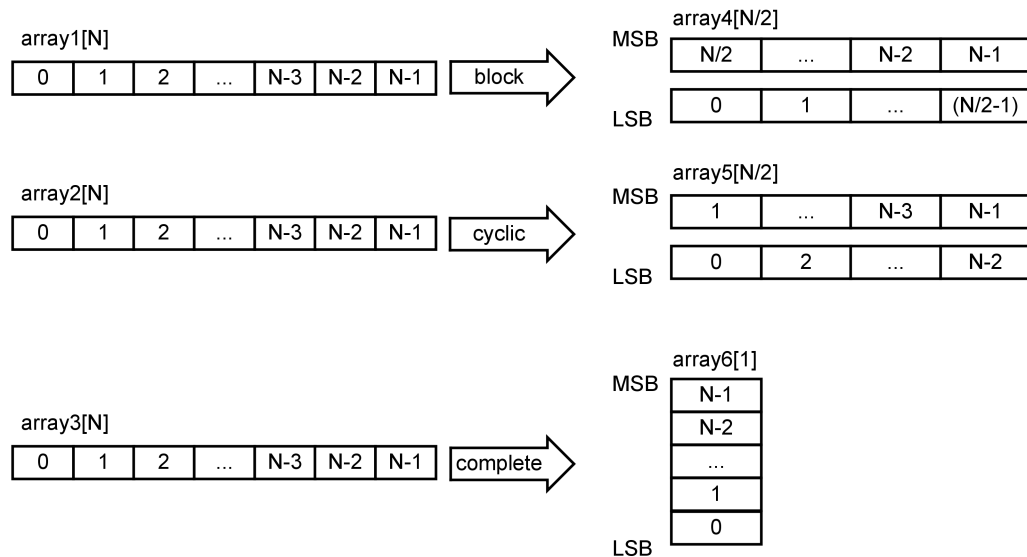 array1[N]
0 1 2 ... N-3 N-2 N-1
block
array4[N/2]
MSB
N/2 ... N-2 N-1
0 1 ... (N/2-1)
LSB
array2[N]
0 1 2 ... N-3 N-2 N-1
cyclic
array5[N/2]
MSB
1 ... N-3 N-1
0 2 ... N-2
LSB
array3[N]
0 1 2 ... N-3 N-2 N-1
complete
array6[1]
MSB
N-1
N-2
...
1
0
LSB